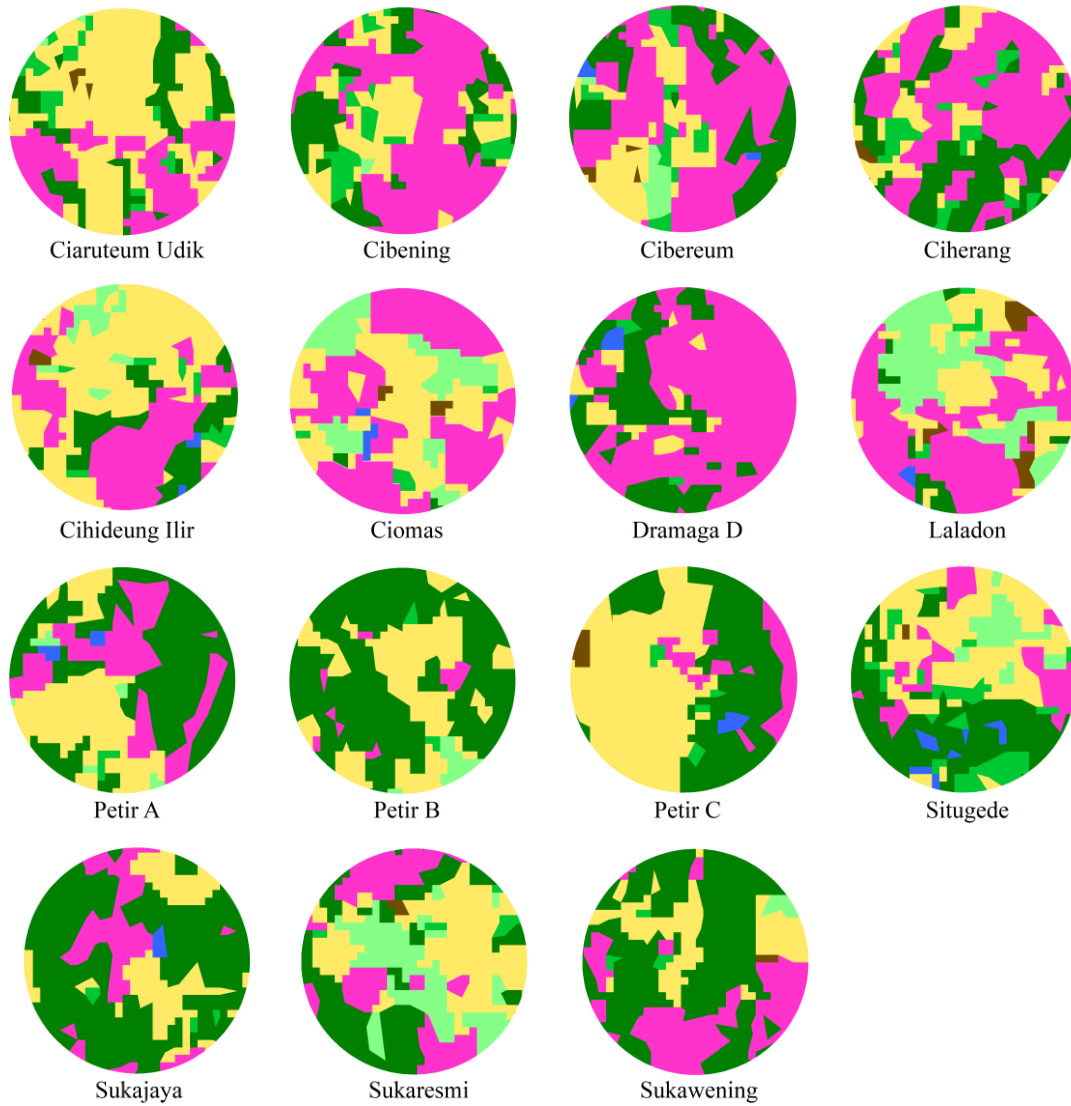 Ciaruteum Udik
Cibening
Cibereum
Ciherang
Cihideung Ilir
Ciomas
Dramaga D
Laladon
Petir A
Petir B
Petir C
Situgede
Sukajaya
Sukaresmi
Sukawening